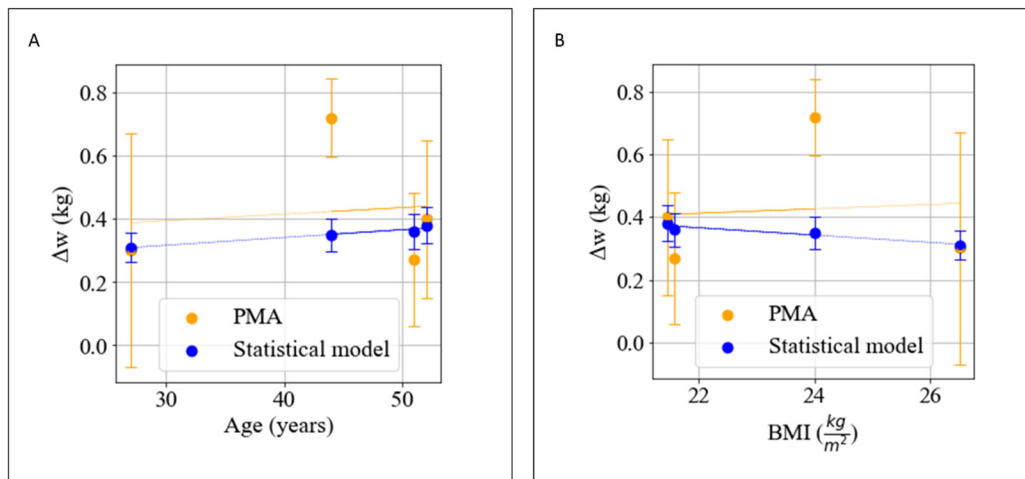 A
0.8
0.6
0.4
0.2
0.0
Δw (kg)
PMA
Statistical model
30 40 50
Age (years)
B
0.8
0.6
0.4
0.2
0.0
Δw (kg)
PMA
Statistical model
22 24 26
BMI (kg/m²)